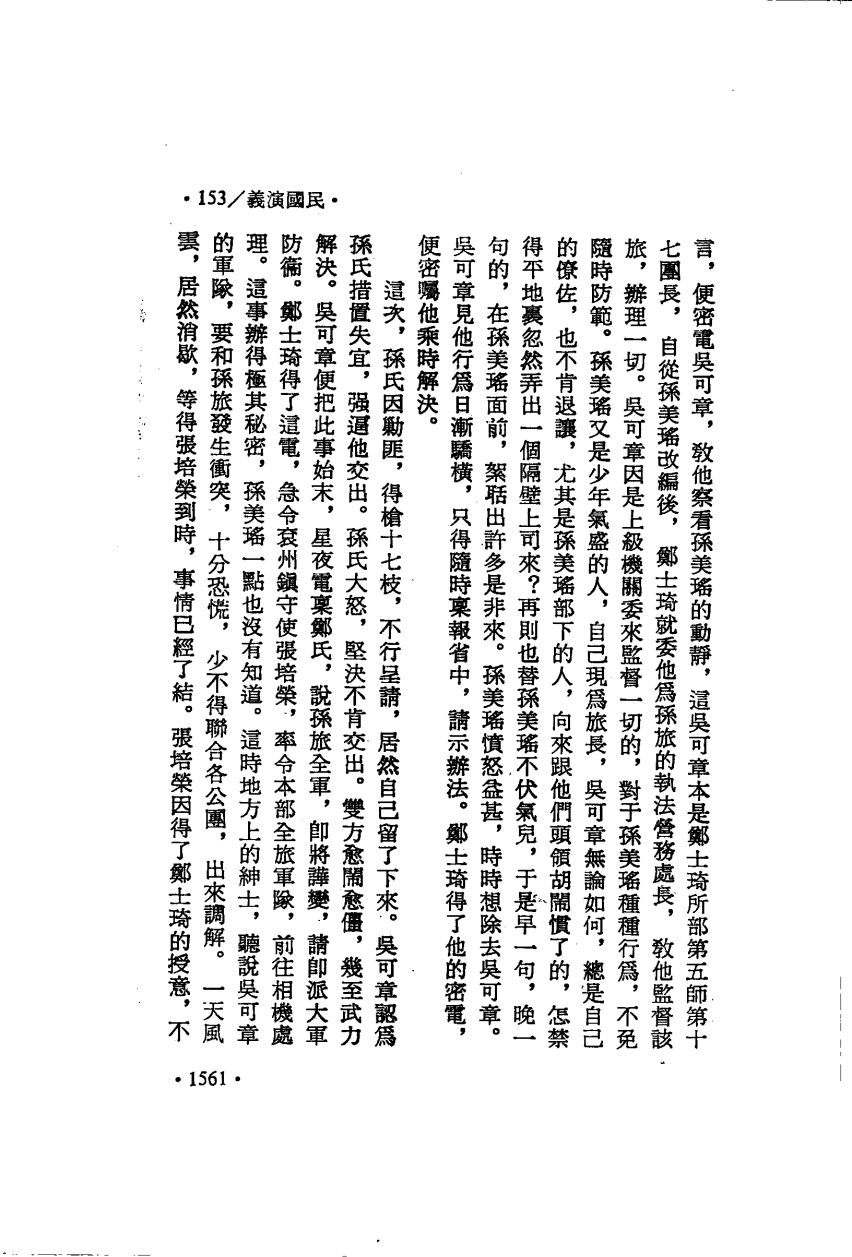 ·153／義演國民·
言，便密電吳可章，敎他察看孫美瑤的動靜，這吳可章本是鄭士琦所部第五師第十
七團長，自從孫美瑤改編後，鄭士琦就委他爲孫旅的執法營務處長，敎他監督該
旅，辦理一切。吳可章因是上級機關委來監督一切的，對于孫美瑤種種行爲，不免
隨時防範。孫美瑤又是少年氣盛的人，自己現爲旅長，吳可章無論如何，總是自己
的僚佐，也不肯退讓，尤其是孫美瑤部下的人，向來跟他們頭領胡鬧慣了的，怎禁
得平地裏忽然弄出一個隔壁上司來？再則也替孫美瑤不伏氣兒，于是早一句，晚一
句的，在孫美瑤面前，絮聒出許多是非來。孫美瑤憤怒益甚，時時想除去吳可章。
吳可章見他行爲日漸驕橫，只得隨時稟報省中，請示辦法。鄭士琦得了他的密電，
便密囑他乘時解決。
這次，孫氏因勦匪，得槍十七枝，不行呈請，居然自己留了下來。吳可章認爲
孫氏措置失宜，强逼他交出。孫氏大怒，堅決不肯交出。雙方愈鬧愈僵，幾至武力
解決。吳可章便把此事始末，星夜電稟鄭氏，說孫旅全軍，卽將譁變，請卽派大軍
防衞。鄭士琦得了這電，急令袞州鎭守使張培榮，率令本部全旅軍隊，前往相機處
理。這事辦得極其秘密，孫美瑤一點也沒有知道。這時地方上的紳士，聽說吳可章
的軍隊，要和孫旅發生衝突，十分恐慌，少不得聯合各公團，出來調解。一天風
雲，居然消歇，等得張培榮到時，事情已經了結。張培榮因得了鄭士琦的授意，不
·1561·